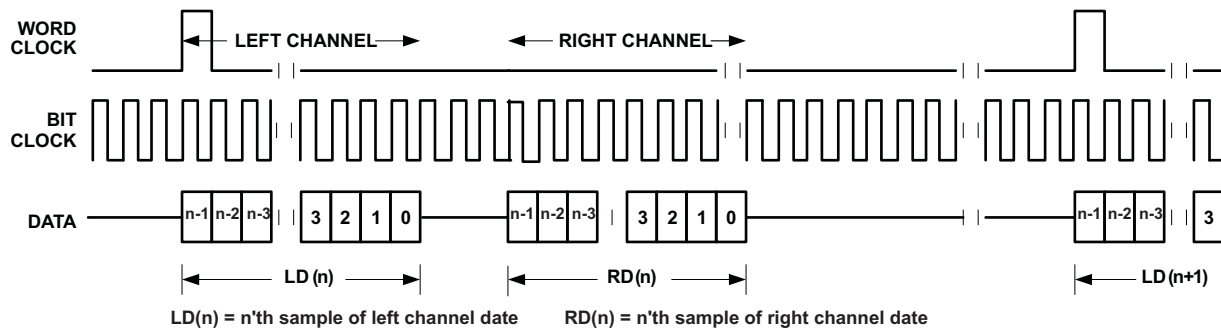 WORD
CLOCK
LEFT CHANNEL
RIGHT CHANNEL
BIT
CLOCK
DATA
n-1 n-2 n-3 3 2 1 0 n-1 n-2 n-3 3 2 1 0 n-1 n-2 n-3 3
LD(n) RD(n) LD(n+1)
LD(n) = n'th sample of left channel date RD(n) = n'th sample of right channel date